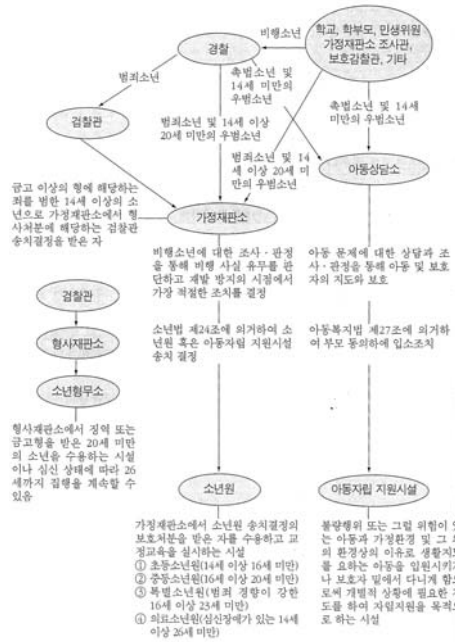 비행소년
학교, 학부모, 민생위원
가정재판소 조사관,
보호감찰관, 기타
경찰
범죄소년
촉법소년 및
14세 미만의
우범소년
촉법소년 및 14세
미만의 우범소년
검찰관
범죄소년 및 14세 이상
20세 미만의 우범소년
범죄소년 및 14
세 이상 20세 미
만의 우범소년
아동상담소
금고 이상의 형에 해당하는
죄를 범한 14세 이상의 소
년으로 가정재판소에서 형
사처분에 해당하는 검찰관
송치결정을 받은 자
가정재판소
비행소년에 대한 조사·판정
을 통해 비행 사실 유무를 판
단하고 재발 방지의 시점에서
가장 적절한 조치를 결정
아동 문제에 대한 상담과 조
사·판정을 통해 아동 및 보호
자의 지도와 보호
검찰관
형사재판소
소년법 제24조에 의거하여 소
년원 혹은 아동자립 지원시설
송치 결정
아동복지법 제27조에 의거하
여 부모 동의하에 입소조치
소년형무소
형사재판소에서 징역 또는
금고형을 받은 20세 미만
의 소년을 수용하는 시설
이나 심신 상태에 따라 26
세까지 집행을 계속할 수
있음
소년원
아동자립 지원시설
가정재판소에서 소년원 송치결정의
보호처분을 받은 자를 수용하고 교
정교육을 실시하는 시설
① 초등소년원(14세 이상 16세 미만)
② 중등소년원(16세 이상 20세 미만)
③ 특별소년원(범죄 경향이 강한
16세 이상 23세 미만)
④ 의료소년원(심신장애가 있는 14세
이상 26세 미만)
불량행위 또는 그럴 위험이
는 아동과 가정환경 및 그
의 환경상의 이유로 생활지도
를 요하는 아동을 입원시키
나 보호자 밑에서 다니게 함으
로써 개별적 상황에 필요한
도를 하여 자립지원을 목적으
로 하는 시설